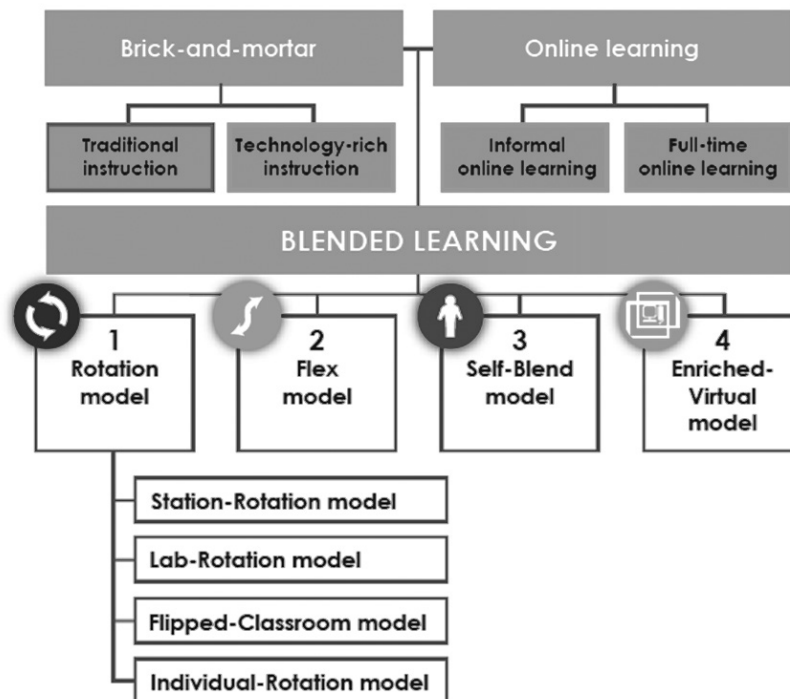 Brick-and-mortar
Online learning
Traditional
instruction
Technology-rich
instruction
Informal
online learning
Full-time
online learning
BLENDED LEARNING
1
Rotation
model
2
Flex
model
3
Self-Blend
model
4
Enriched-
Virtual
model
Station-Rotation model
Lab-Rotation model
Flipped-Classroom model
Individual-Rotation model